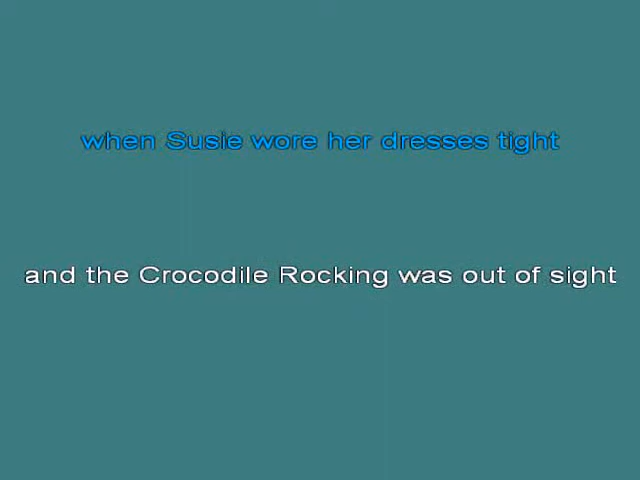 when Susie wore her dresses tight
and the Crocodile Rocking was out of sight